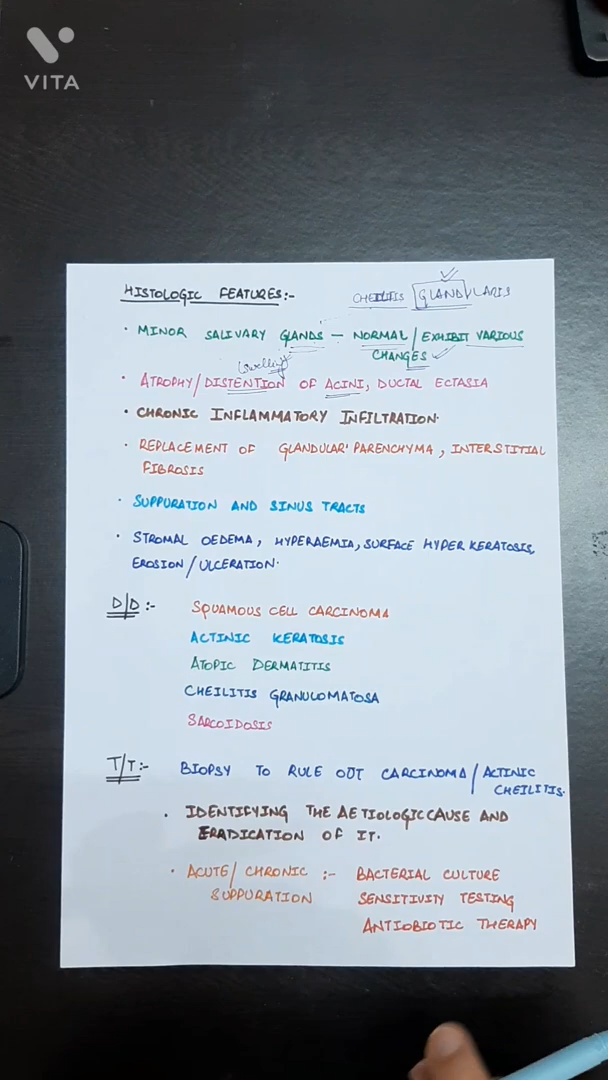 VITA
HISTOLOGIC FEATURES:-
CHEILITIS GLANDULARIS
• MINOR SALIVARY GLANDS – NORMAL/EXHIBIT VARIOUS
CHANGES
swelling
• ATROPHY/DISTENTION OF ACINI, DUCTAL ECTASIA
• CHRONIC INFLAMMATORY INFILTRATION.
• REPLACEMENT OF GLANDULAR PARENCHYMA, INTERSTITIAL
FIBROSIS
• SUPPURATION AND SINUS TRACTS
• STROMAL OEDEMA, HYPERAEMIA, SURFACE HYPERKERATOSIS,
EROSION/ULCERATION.
D/D :- SQUAMOUS CELL CARCINOMA
ACTINIC KERATOSIS
ATOPIC DERMATITIS
CHEILITIS GRANULOMATOSA
SARCOIDOSIS
T/T:- BIOPSY TO RULE OUT CARCINOMA/ACTINIC
CHEILITIS.
• IDENTIFYING THE AETIOLOGIC CAUSE AND
ERADICATION OF IT.
• ACUTE/CHRONIC :- BACTERIAL CULTURE
SUPPURATION SENSITIVITY TESTING
ANTIOBIOTIC THERAPY